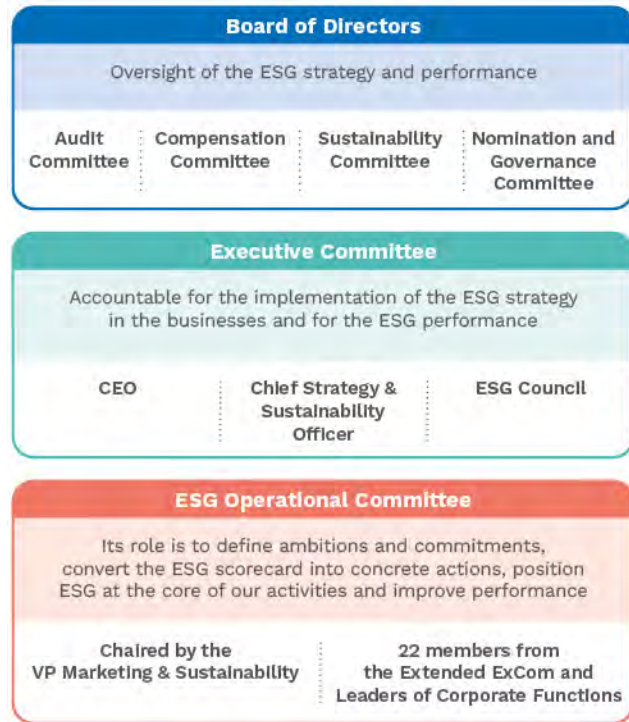 Board of Directors
Oversight of the ESG strategy and performance
Audit
Committee
Compensation
Committee
Sustainability
Committee
Nomination and
Governance
Committee
Executive Committee
Accountable for the implementation of the ESG strategy
in the businesses and for the ESG performance
CEO
Chief Strategy &
Sustainability
Officer
ESG Council
ESG Operational Committee
Its role is to define ambitions and commitments,
convert the ESG scorecard into concrete actions, position
ESG at the core of our activities and improve performance
Chaired by the
VP Marketing & Sustainability
22 members from
the Extended ExCom and
Leaders of Corporate Functions